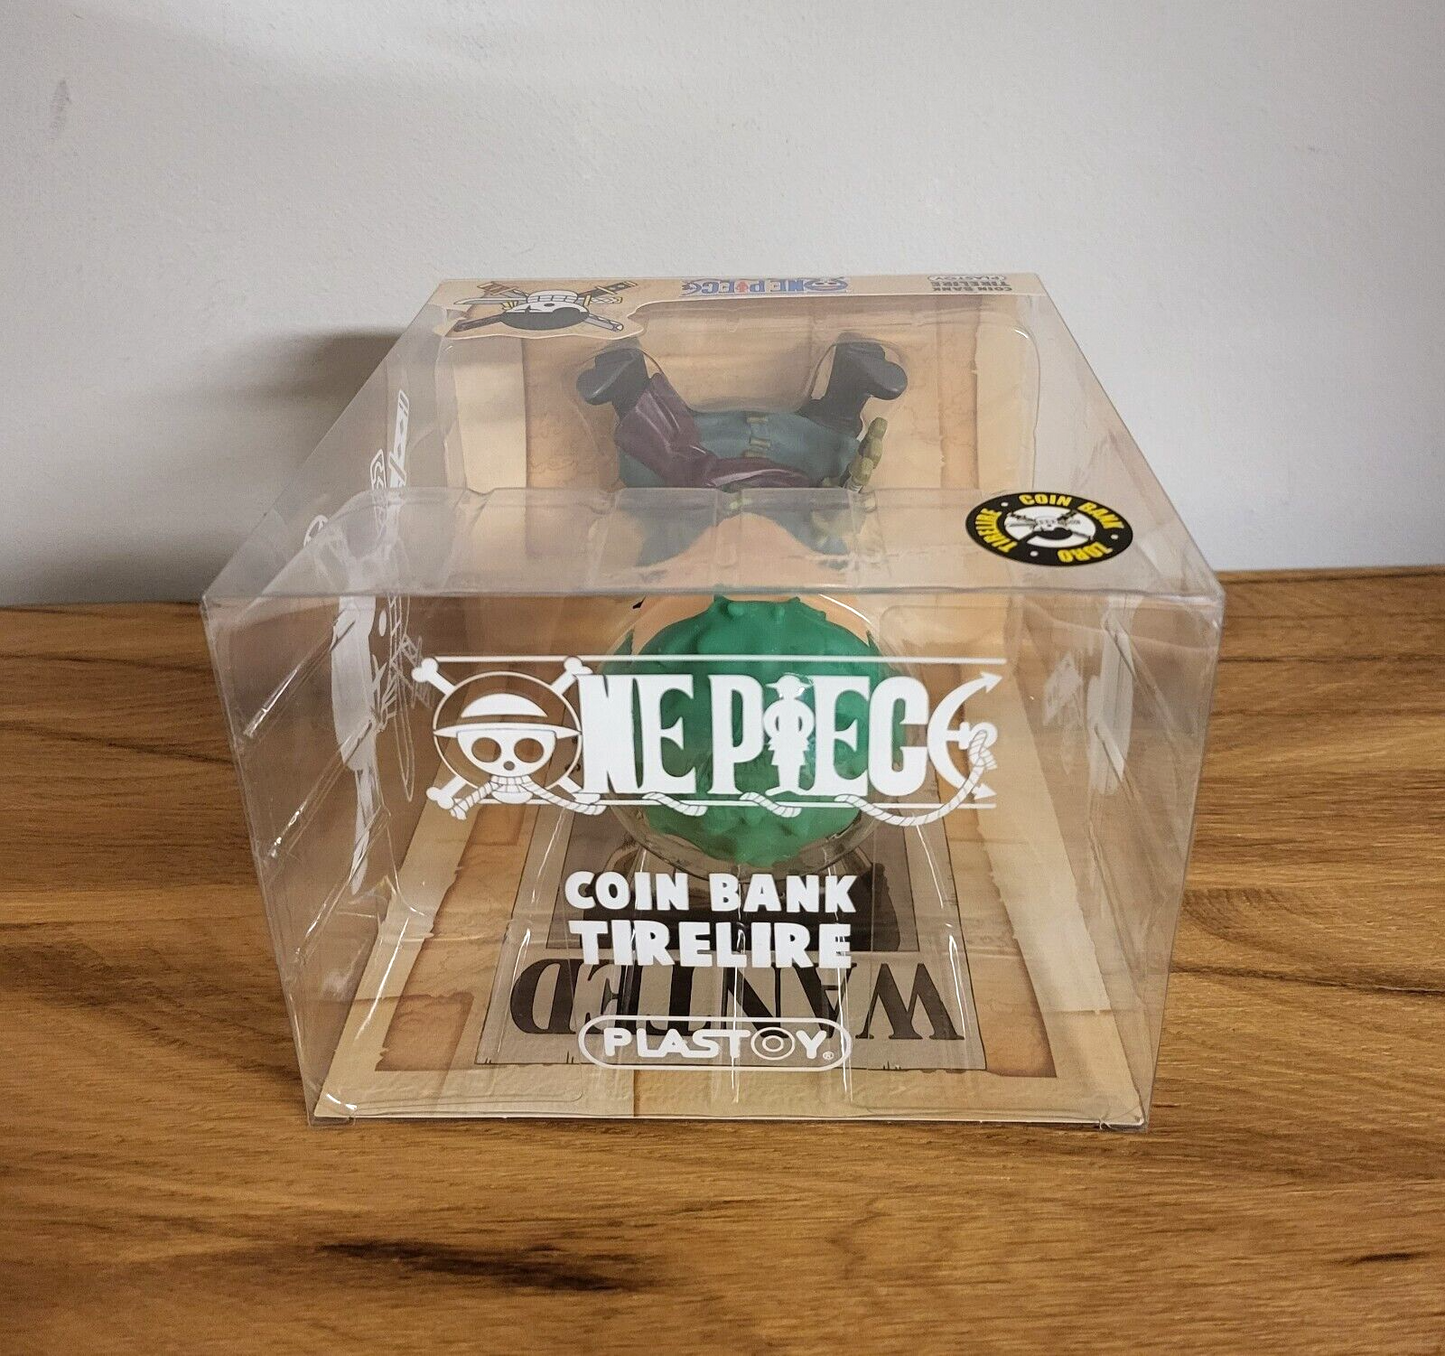 ONE PIECE
COIN BANK
TIRELIRE
PLASTOY
COIN BANK
ZORO
TIRELIRE
ONE PIECE
COIN BANK
TIRELIRE
PLASTOY®
WANTED